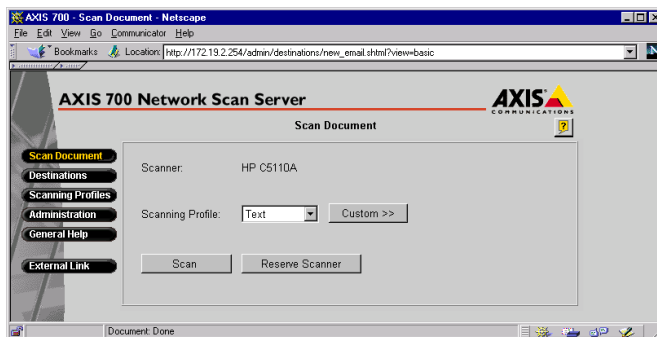 AXIS 700 - Scan Document - Netscape
File Edit View Go Communicator Help
Bookmarks Location: http://172.19.2.254/admin/destinations/new_email.shtml?view=basic
AXIS 700 Network Scan Server
AXIS
COMMUNICATIONS
Scan Document
?
Scan Document
Destinations
Scanning Profiles
Administration
General Help
External Link
Scanner: HP C5110A
Scanning Profile: Text Custom >>
Scan Reserve Scanner
Document: Done